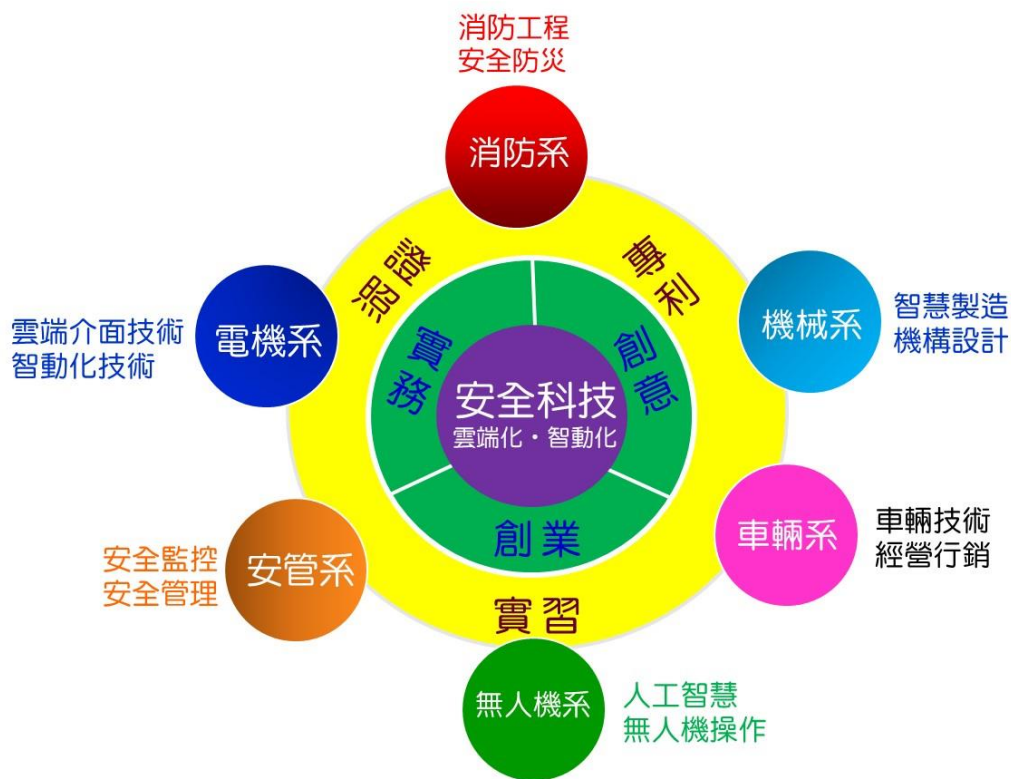 消防工程
安全防災
消防系
證照
專利
電機系
雲端介面技術
智動化技術
機械系
智慧製造
機構設計
實務
創意
安全科技
雲端化・智動化
創業
安管系
安全監控
安全管理
車輛系
車輛技術
經營行銷
實習
無人機系
人工智慧
無人機操作